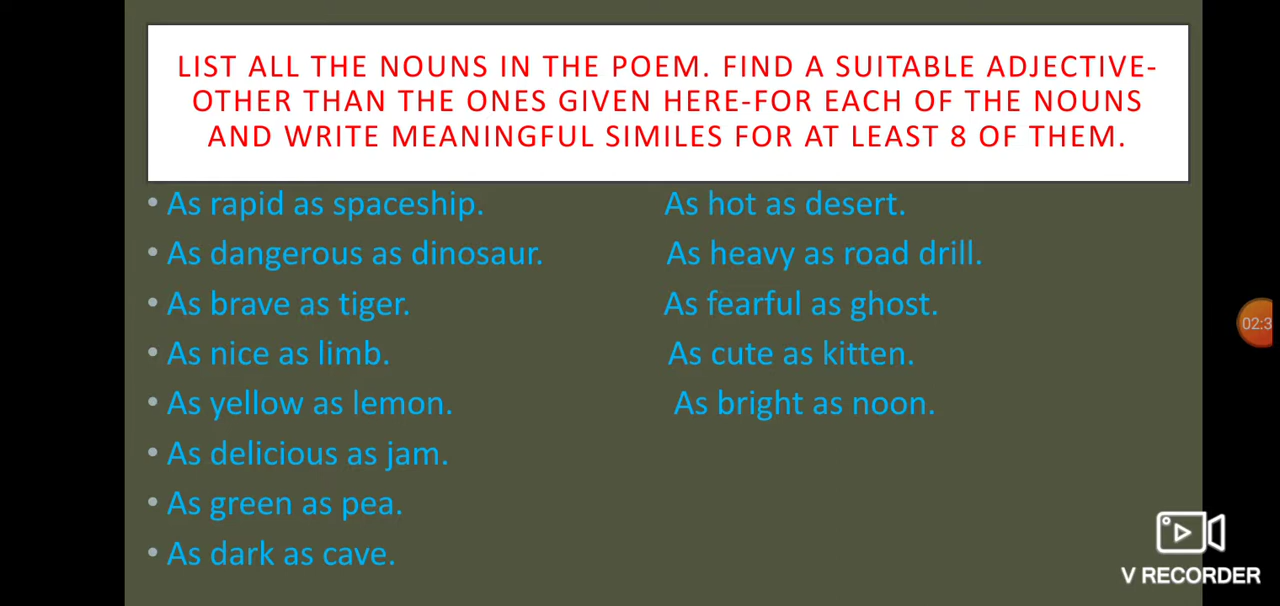 LIST ALL THE NOUNS IN THE POEM. FIND A SUITABLE ADJECTIVE-
OTHER THAN THE ONES GIVEN HERE-FOR EACH OF THE NOUNS
AND WRITE MEANINGFUL SIMILES FOR AT LEAST 8 OF THEM.
• As rapid as spaceship.
• As dangerous as dinosaur.
• As brave as tiger.
• As nice as limb.
• As yellow as lemon.
• As delicious as jam.
• As green as pea.
• As dark as cave.
As hot as desert.
As heavy as road drill.
As fearful as ghost.
As cute as kitten.
As bright as noon.
02:3
V RECORDER